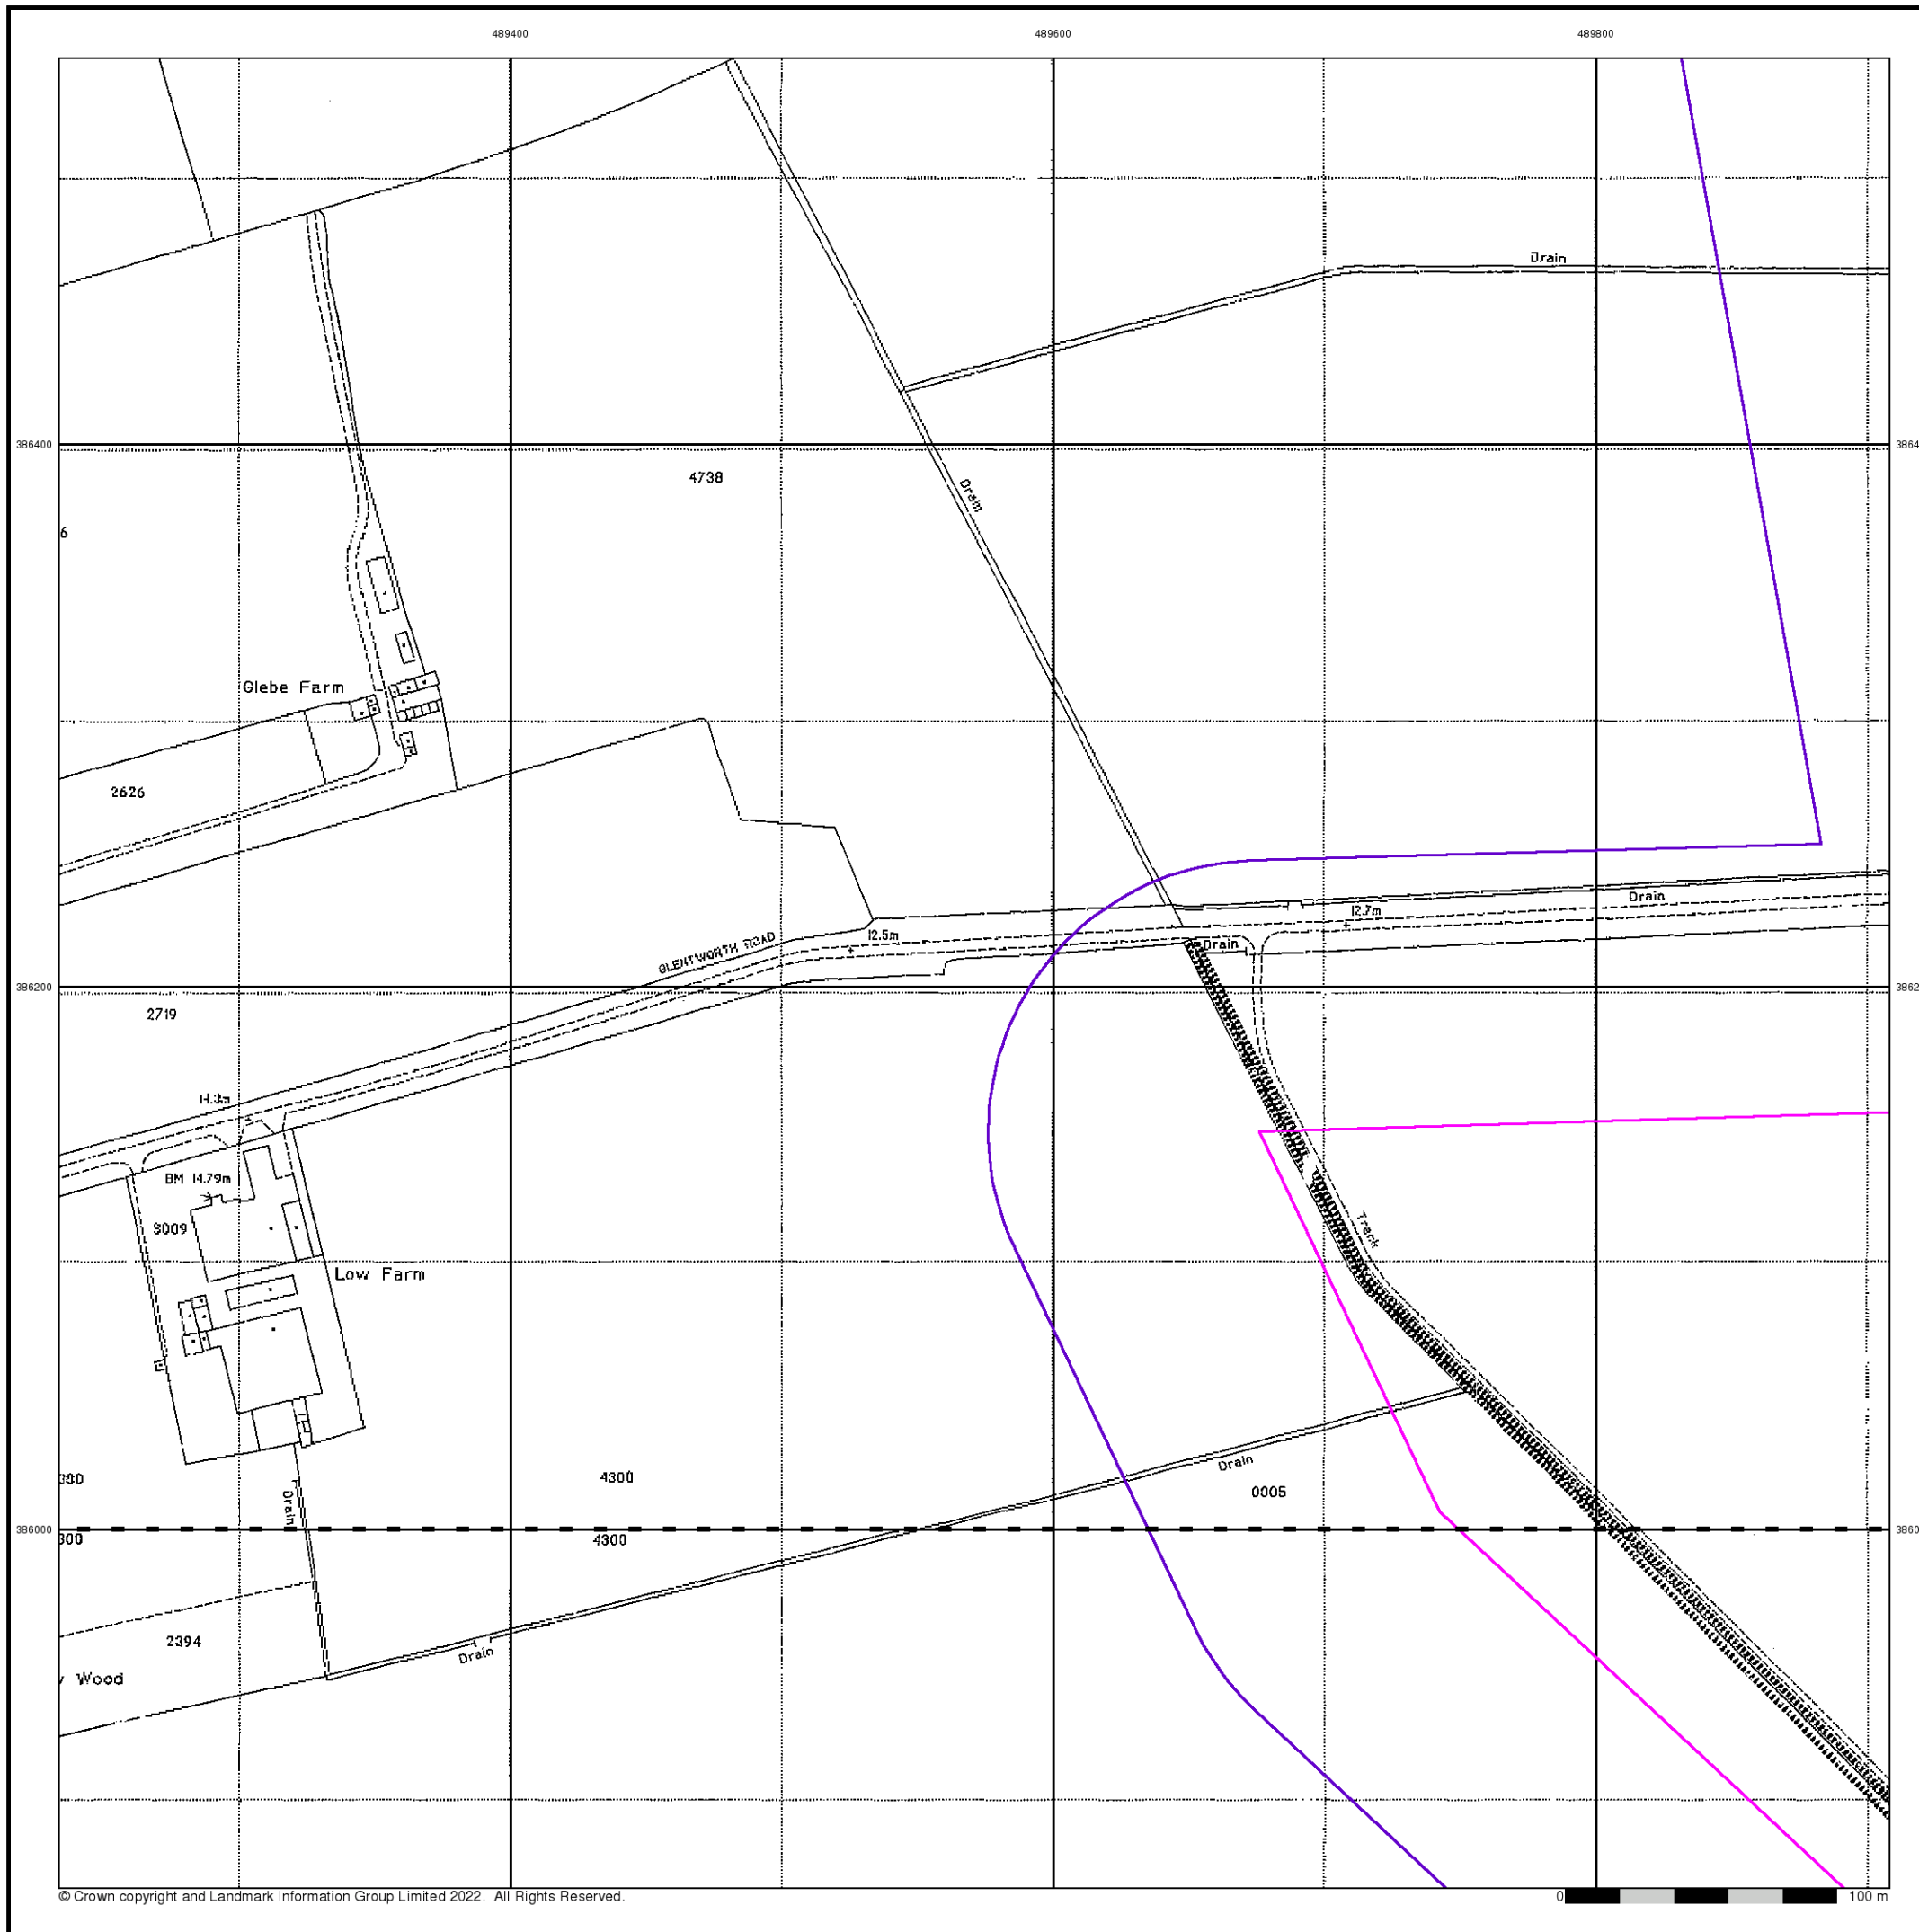 489400 489600 489800
Drain
386400
4738
Drain
6
Glebe Farm
2626
Drain
12.7m
12.5m
Drain
GLENTWORTH ROAD
386200
2719
BM 14.79m
Track
Low Farm
Drain
4300
0005
Drain
386000
4300
2394
Drain
Wood
© Crown copyright and Landmark Information Group Limited 2022. All Rights Reserved.
0 100 m